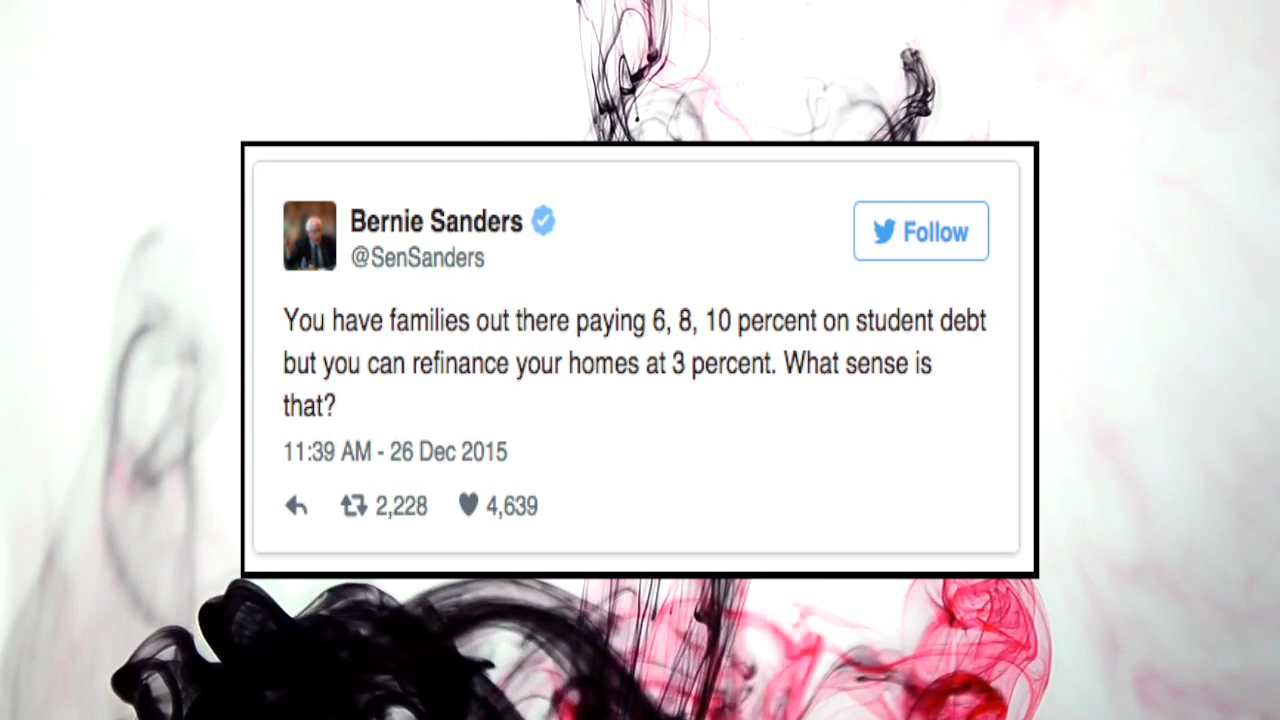 Bernie Sanders
@SenSanders
Follow
You have families out there paying 6, 8, 10 percent on student debt
but you can refinance your homes at 3 percent. What sense is
that?
11:39 AM - 26 Dec 2015
2,228 4,639